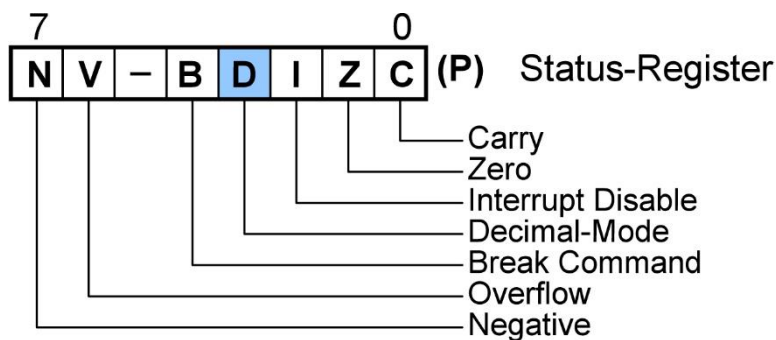 7 0
N V – B D I Z C (P) Status-Register
Carry
Zero
Interrupt Disable
Decimal-Mode
Break Command
Overflow
Negative